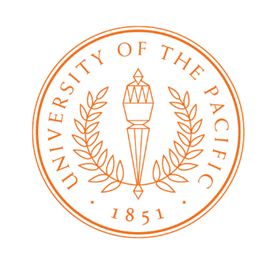 UNIVERSITY OF THE PACIFIC
· 1851 ·